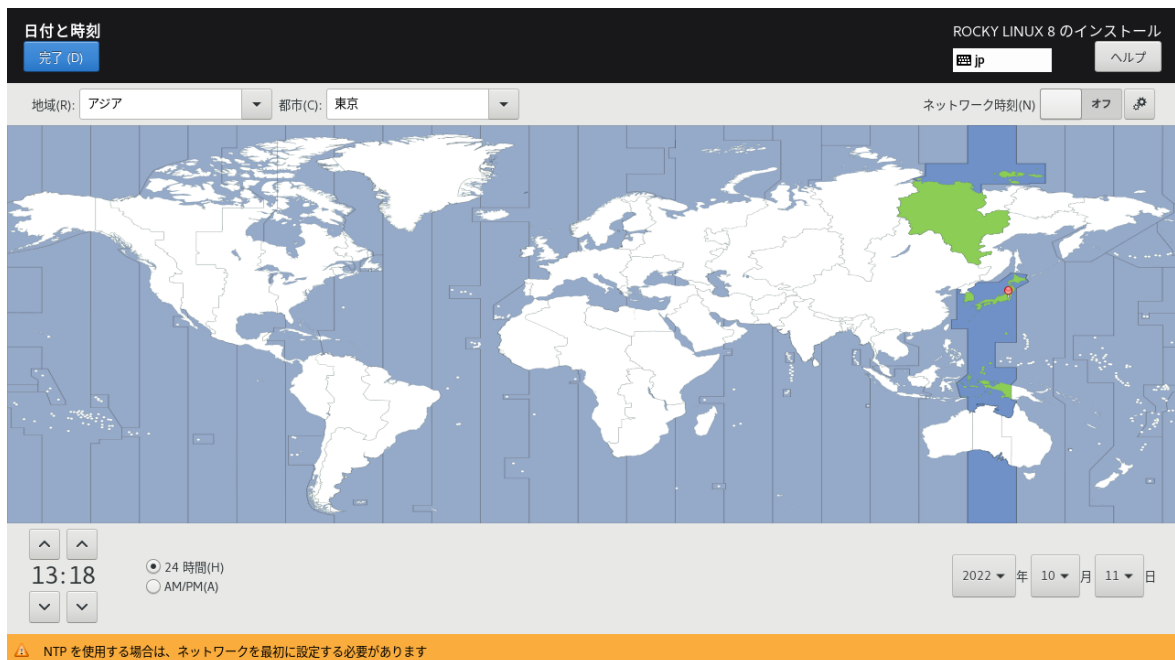 日付と時刻
ROCKY LINUX 8 のインストール
完了 (D)
jp
ヘルプ
地域(R): アジア 都市(C): 東京 ネットワーク時刻(N) オフ
24 時間(H)
13:18
AM/PM(A)
2022 年 10 月 11 日
NTP を使用する場合は、ネットワークを最初に設定する必要があります